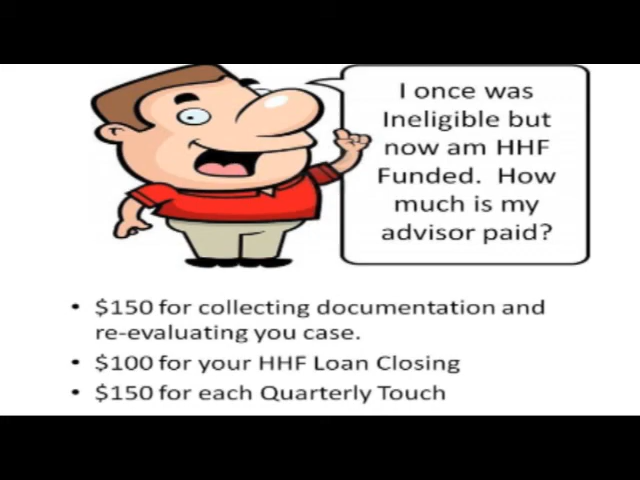 I once was
Ineligible but
now am HHF
Funded. How
much is my
advisor paid?
• $150 for collecting documentation and
re-evaluating you case.
• $100 for your HHF Loan Closing
• $150 for each Quarterly Touch